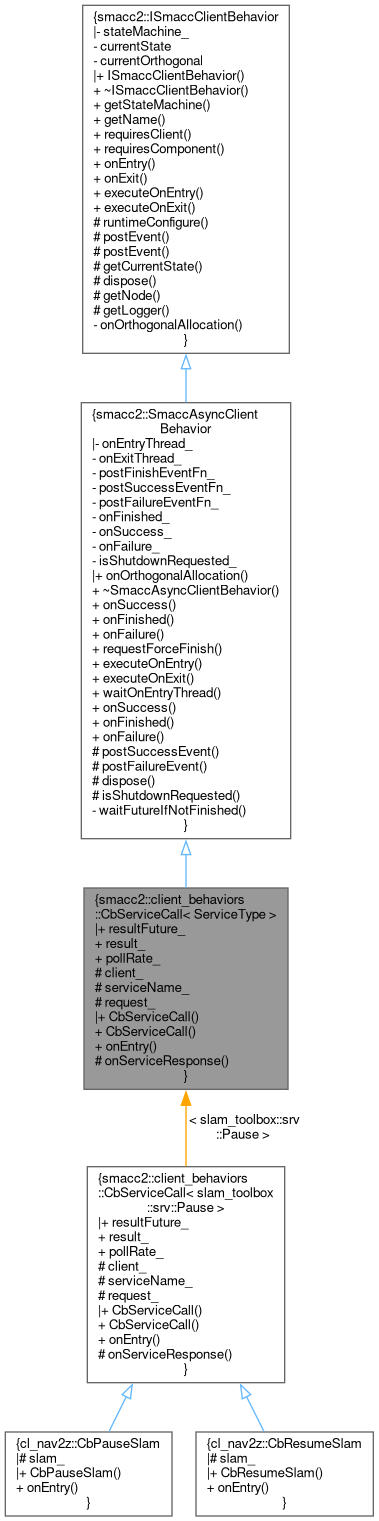 {smacc2::ISmaccClientBehavior
|- stateMachine_
- currentState
- currentOrthogonal
|+ ISmaccClientBehavior()
+ ~ISmaccClientBehavior()
+ getStateMachine()
+ getName()
+ requiresClient()
+ requiresComponent()
+ onEntry()
+ onExit()
+ executeOnEntry()
+ executeOnExit()
# runtimeConfigure()
# postEvent()
# postEvent()
# getCurrentState()
# dispose()
# getNode()
# getLogger()
- onOrthogonalAllocation()
}
{smacc2::SmaccAsyncClient
Behavior
|- onEntryThread_
- onExitThread_
- postFinishEventFn_
- postSuccessEventFn_
- postFailureEventFn_
- onFinished_
- onSuccess_
- onFailure_
- isShutdownRequested_
|+ onOrthogonalAllocation()
+ ~SmaccAsyncClientBehavior()
+ onSuccess()
+ onFinished()
+ onFailure()
+ requestForceFinish()
+ executeOnEntry()
+ executeOnExit()
+ waitOnEntryThread()
+ onSuccess()
+ onFinished()
+ onFailure()
# postSuccessEvent()
# postFailureEvent()
# dispose()
# isShutdownRequested()
- waitFutureIfNotFinished()
}
{smacc2::client_behaviors
::CbServiceCall< ServiceType >
|+ resultFuture_
+ result_
+ pollRate_
# client_
# serviceName_
# request_
|+ CbServiceCall()
+ CbServiceCall()
+ onEntry()
# onServiceResponse()
}
< slam_toolbox::srv
::Pause >
{smacc2::client_behaviors
::CbServiceCall< slam_toolbox
::srv::Pause >
|+ resultFuture_
+ result_
+ pollRate_
# client_
# serviceName_
# request_
|+ CbServiceCall()
+ CbServiceCall()
+ onEntry()
# onServiceResponse()
}
{cl_nav2z::CbPauseSlam
|# slam_
|+ CbPauseSlam()
+ onEntry()
}
{cl_nav2z::CbResumeSlam
|# slam_
|+ CbResumeSlam()
+ onEntry()
}